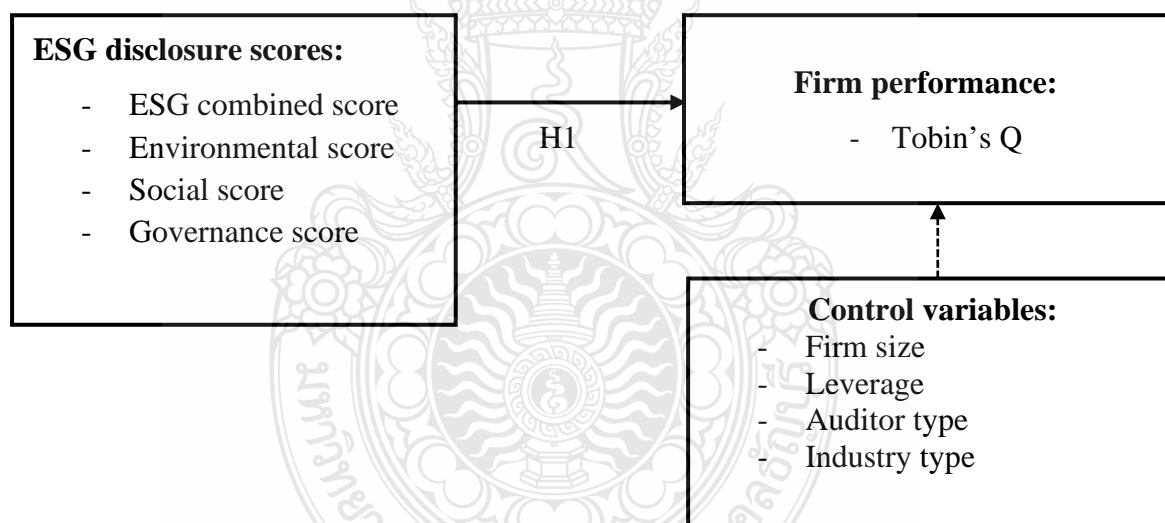 ESG disclosure scores:
- ESG combined score
- Environmental score
- Social score
- Governance score
H1
Firm performance:
- Tobin’s Q
Control variables:
- Firm size
- Leverage
- Auditor type
- Industry type